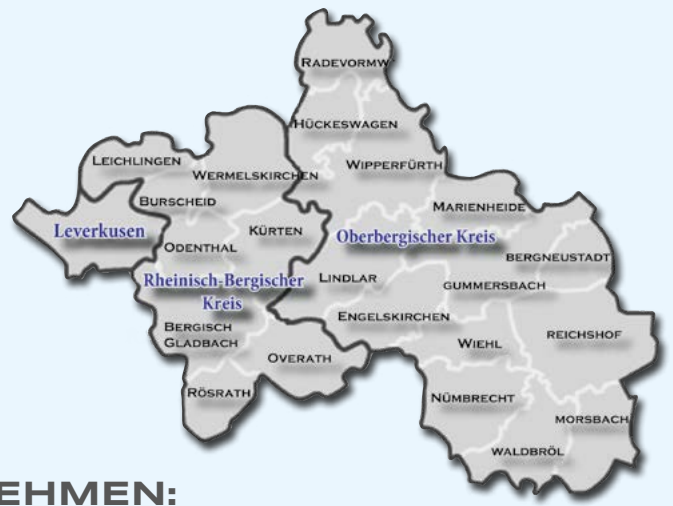 RADEVORMW
HÜCKESWAGEN
LEICHLINGEN
WERMELSKIRCHEN
WIPPERFÜRTH
BURSCHEID
MARIENHEIDE
Leverkusen
KÜRTEN
Oberbergischer Kreis
ODENTHAL
BERGNEUSTADT
Rheinisch-Bergischer
Kreis
LINDLAR
GUMMERSBACH
ENGELSKIRCHEN
BERGISCH
GLADBACH
WIEHL
REICHSHOF
OVERATH
RÖSRATH
NÜMBRECHT
MORSBACH
WALDBRÖL
EHMEN: